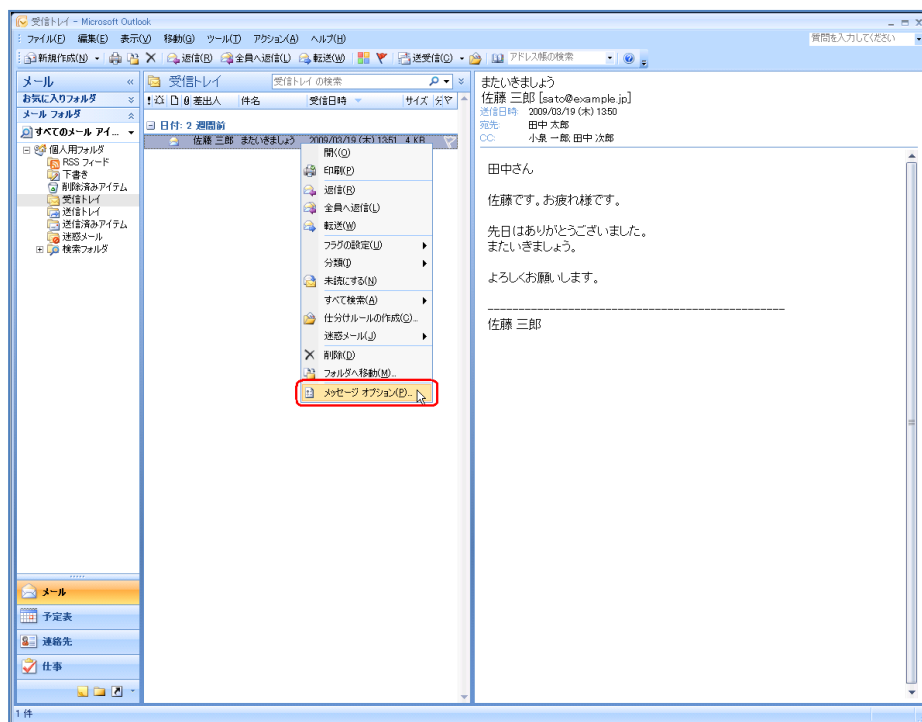 受信トレイ - Microsoft Outlook
ファイル(F) 編集(E) 表示(V) 移動(G) ツール(T) アクション(A) ヘルプ(H) 質問を入力してください
新規作成(N) 返信(R) 全員へ返信(L) 転送(W) 送受信(C) アドレス帳の検索
メール «
お気に入りフォルダ
メール フォルダ
すべてのメール アイ...
個人用フォルダ
RSS フィード
下書き
削除済みアイテム
受信トレイ
送信トレイ
送信済みアイテム
迷惑メール
検索フォルダ
受信トレイ 受信トレイ の検索
差出人 件名 受信日時 サイズ 分
日付: 2 週間前
佐藤 三郎 またいきましょう 2009/03/19 (木) 13:51 4 KB
開く(O)
印刷(P)
返信(R)
全員へ返信(L)
転送(W)
フラグの設定(U)
分類(I)
未読にする(N)
すべて検索(A)
仕分けルールの作成(C)...
迷惑メール(J)
削除(D)
フォルダへ移動(M)...
メッセージ オプション(P)...
またいきましょう
佐藤 三郎 [sato@example.jp]
送信日時: 2009/03/19 (木) 13:50
宛先: 田中 太郎
CC: 小泉 一郎; 田中 次郎
田中さん
佐藤です。お疲れ様です。
先日はありがとうございました。
またいきましょう。
よろしくお願いします。
------------------------------------------------
佐藤 三郎
メール
予定表
連絡先
仕事
1 件